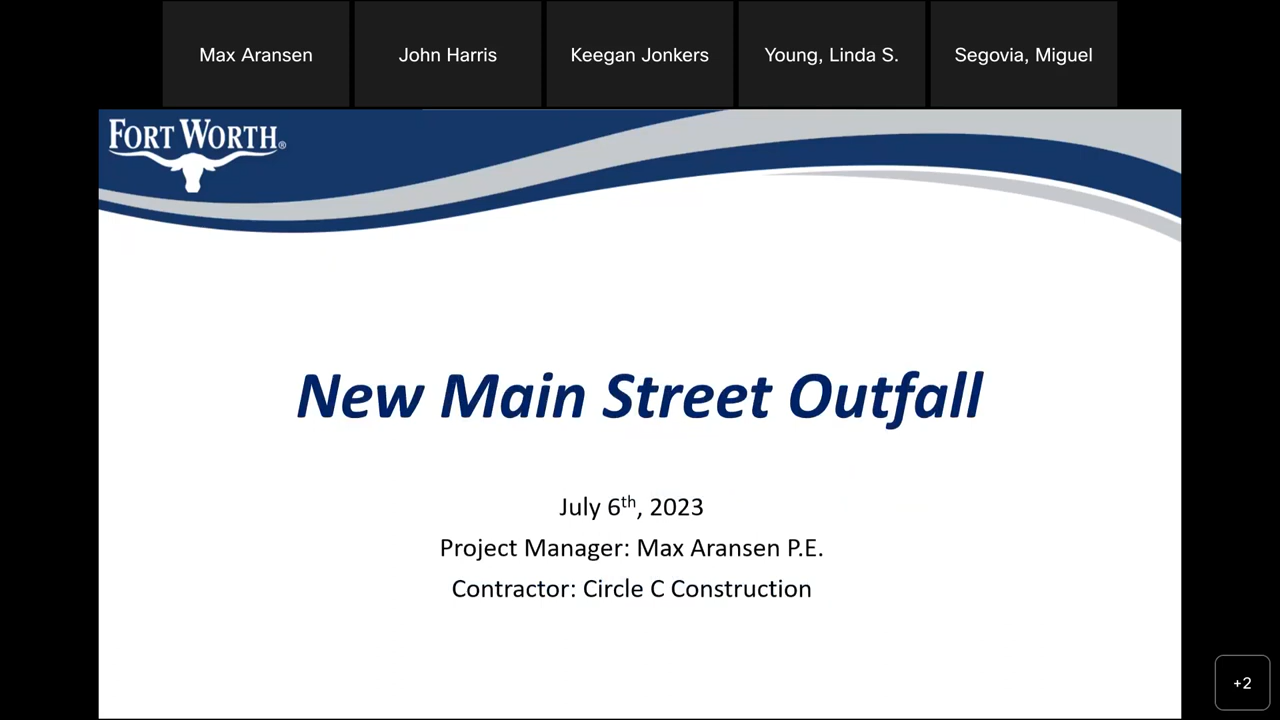 Max Aransen
John Harris
Keegan Jonkers
Young, Linda S.
Segovia, Miguel
FORT WORTH®
New Main Street Outfall
July 6th, 2023
Project Manager: Max Aransen P.E.
Contractor: Circle C Construction
+2